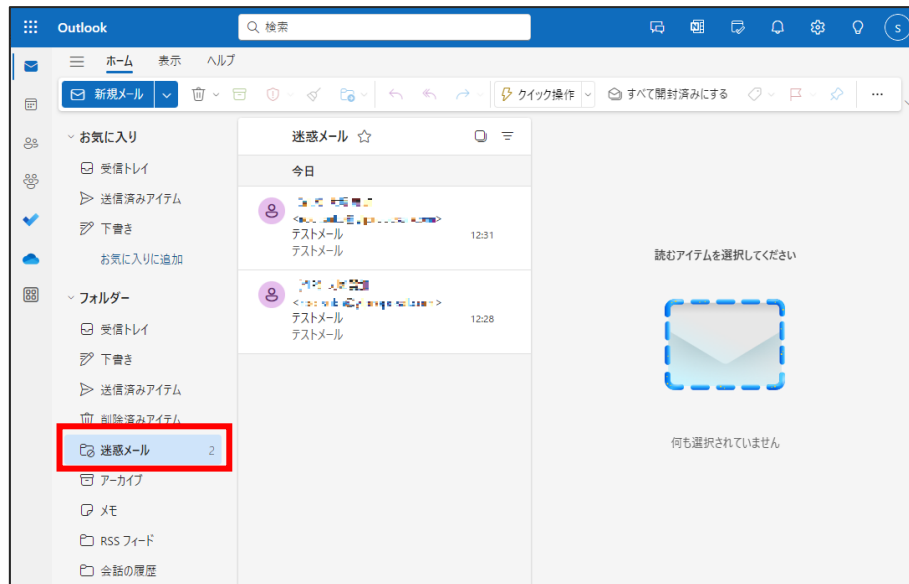 Outlook
検索
S
ホーム 表示 ヘルプ
新規メール
クイック操作
すべて開封済みにする
お気に入り
受信トレイ
送信済みアイテム
下書き
お気に入りに追加
フォルダー
受信トレイ
下書き
送信済みアイテム
削除済みアイテム
迷惑メール 2
アーカイブ
メモ
RSS フィード
会話の履歴
迷惑メール
今日
テストメール 12:31
テストメール
テストメール 12:28
テストメール
読むアイテムを選択してください
何も選択されていません